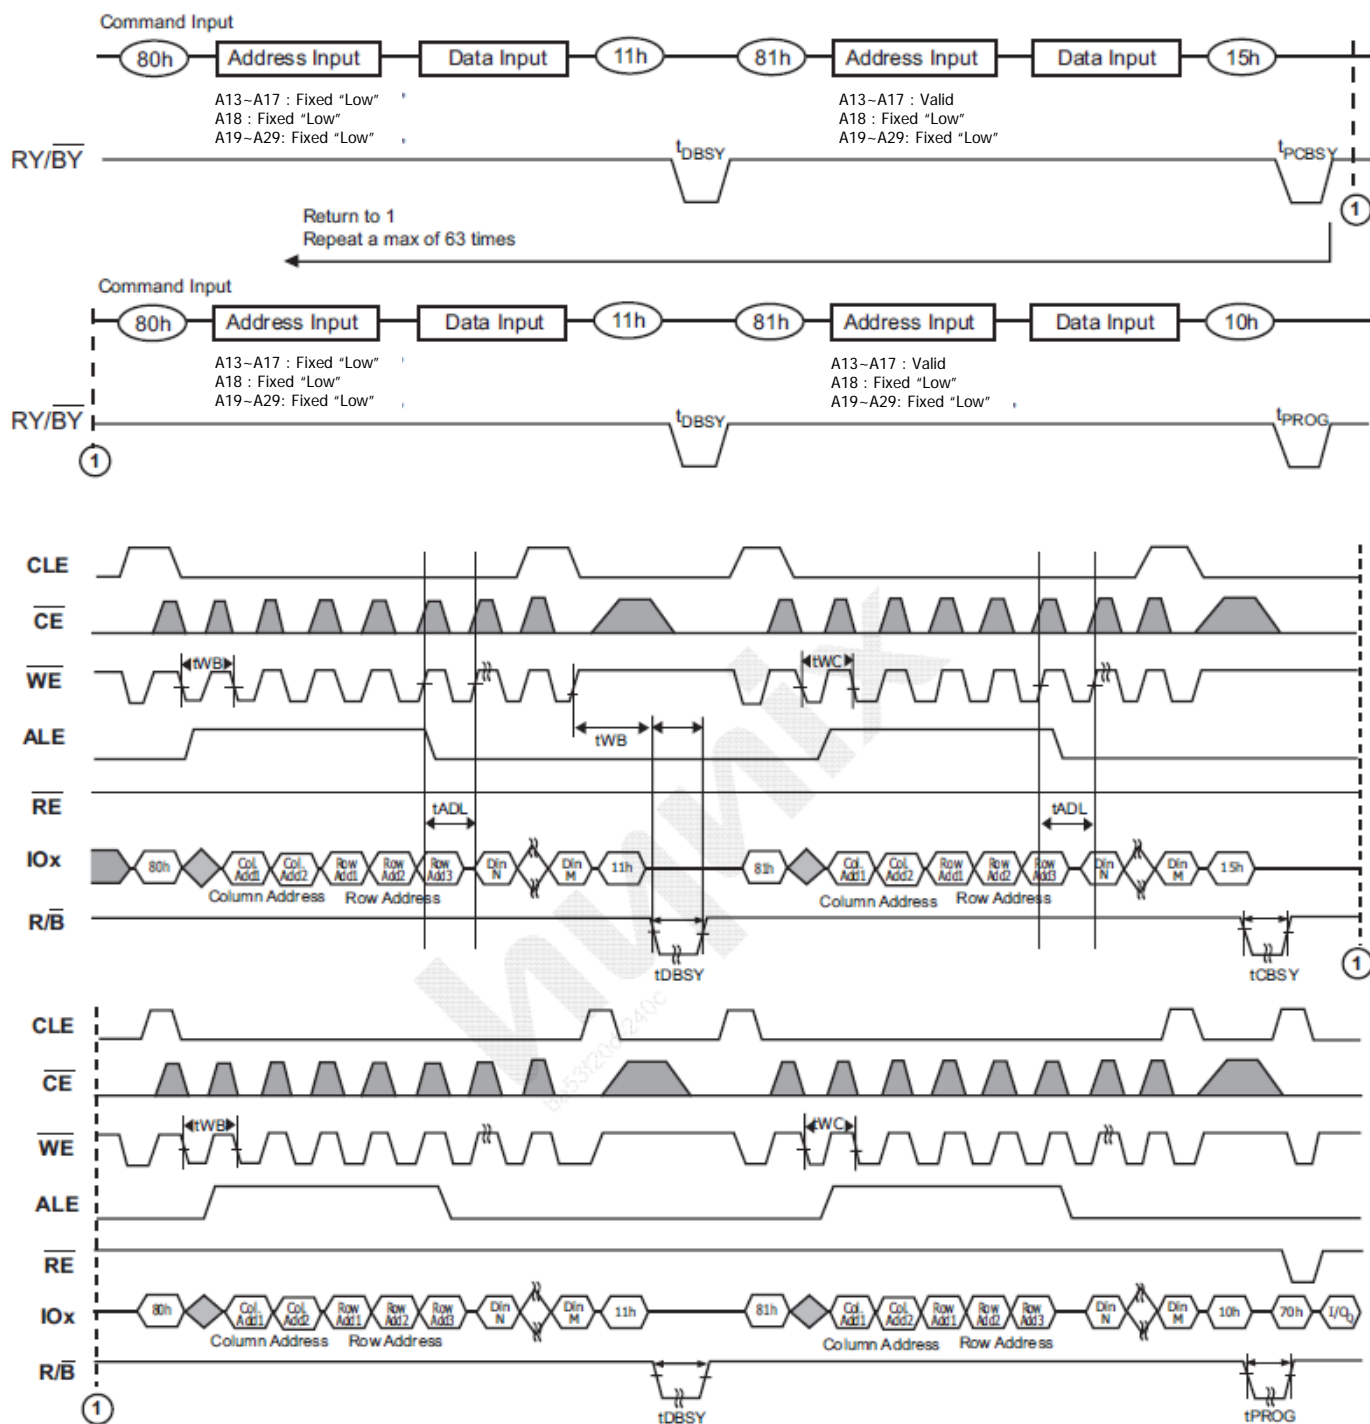 Command Input
80h Address Input Data Input 11h 81h Address Input Data Input 15h
A13~A17 : Fixed "Low" A13~A17 : Valid
A18 : Fixed "Low" A18 : Fixed "Low"
A19~A29: Fixed "Low" A19~A29: Fixed "Low"
RY/BY tDBSY tPCBSY
1
Return to 1
Repeat a max of 63 times
Command Input
80h Address Input Data Input 11h 81h Address Input Data Input 10h
A13~A17 : Fixed "Low" A13~A17 : Valid
A18 : Fixed "Low" A18 : Fixed "Low"
A19~A29: Fixed "Low" A19~A29: Fixed "Low"
RY/BY tDBSY tPROG
1
CLE
CE
WE tWB tWC
ALE tWB
RE
tADL tADL
IOx 80h Col. Add1 Col. Add2 Row Add1 Row Add2 Row Add3 Din N Din M 11h 81h Col. Add1 Col. Add2 Row Add1 Row Add2 Row Add3 Din N Din M 15h
Column Address Row Address Column Address Row Address
R/B
tDBSY tCBSY
1
CLE
CE
WE tWB tWC
ALE
RE
IOx 80h Col. Add1 Col. Add2 Row Add1 Row Add2 Row Add3 Din N Din M 11h 81h Col. Add1 Col. Add2 Row Add1 Row Add2 Row Add3 Din N Din M 10h 70h I/O
Column Address Row Address Column Address Row Address
R/B
1
tDBSY tPROG
hynix